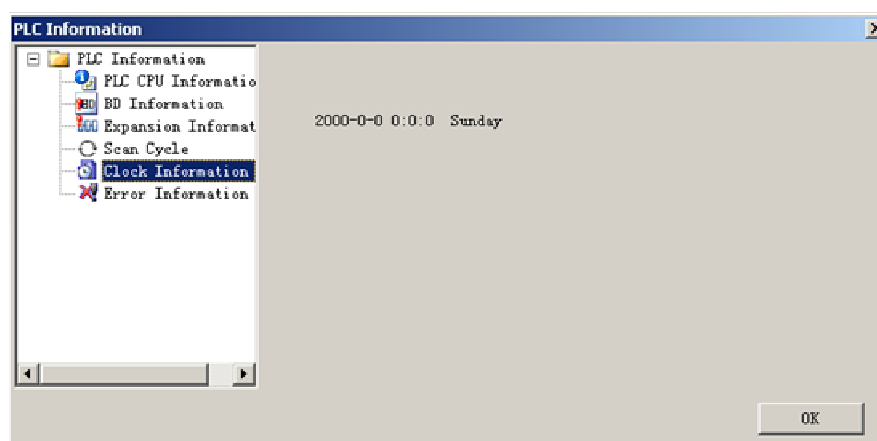 PLC Information
PLC Information
PLC CPU Informatio
BD Information
Expansion Informat
Scan Cycle
Clock Information
Error Information
2000-0-0 0:0:0 Sunday
OK